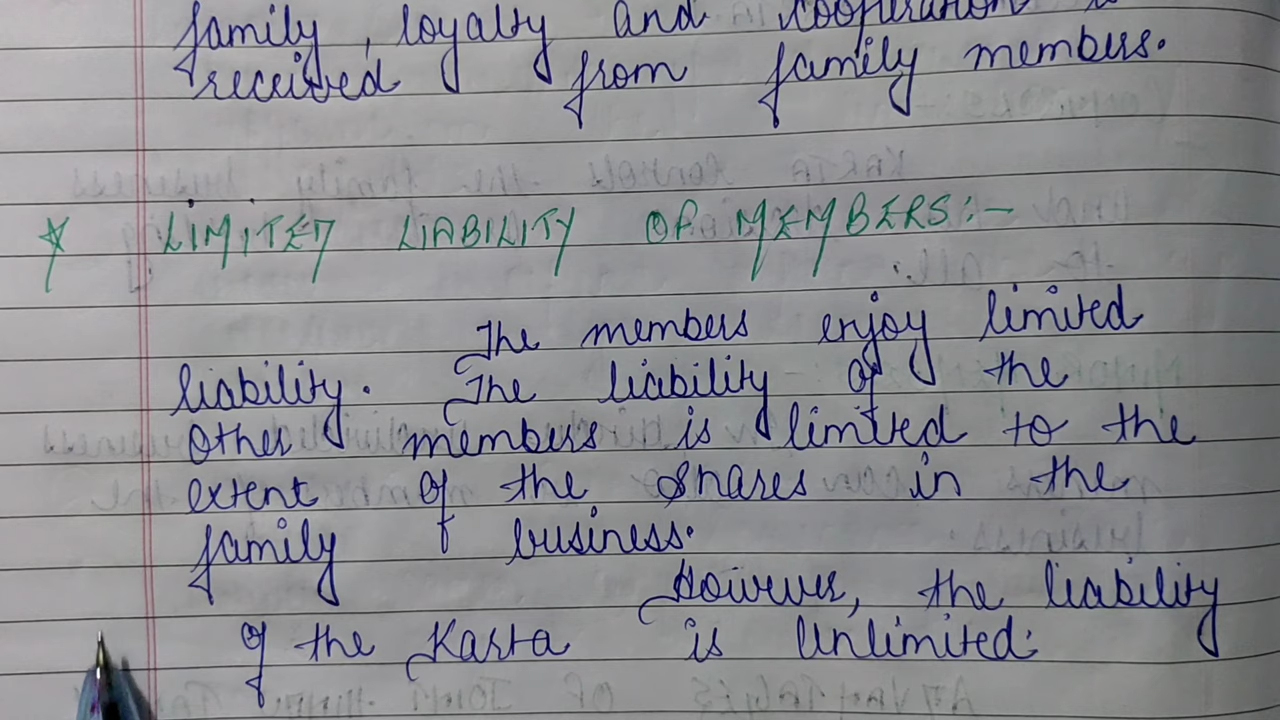 family, loyalty and cooperation is
received from family members.
* LIMITED LIABILITY OF MEMBERS:-
The members enjoy limited
liability. The liability of the
other members is limited to the
extent of the shares in the
family business.
However, the liability
of the Karta is Unlimited.